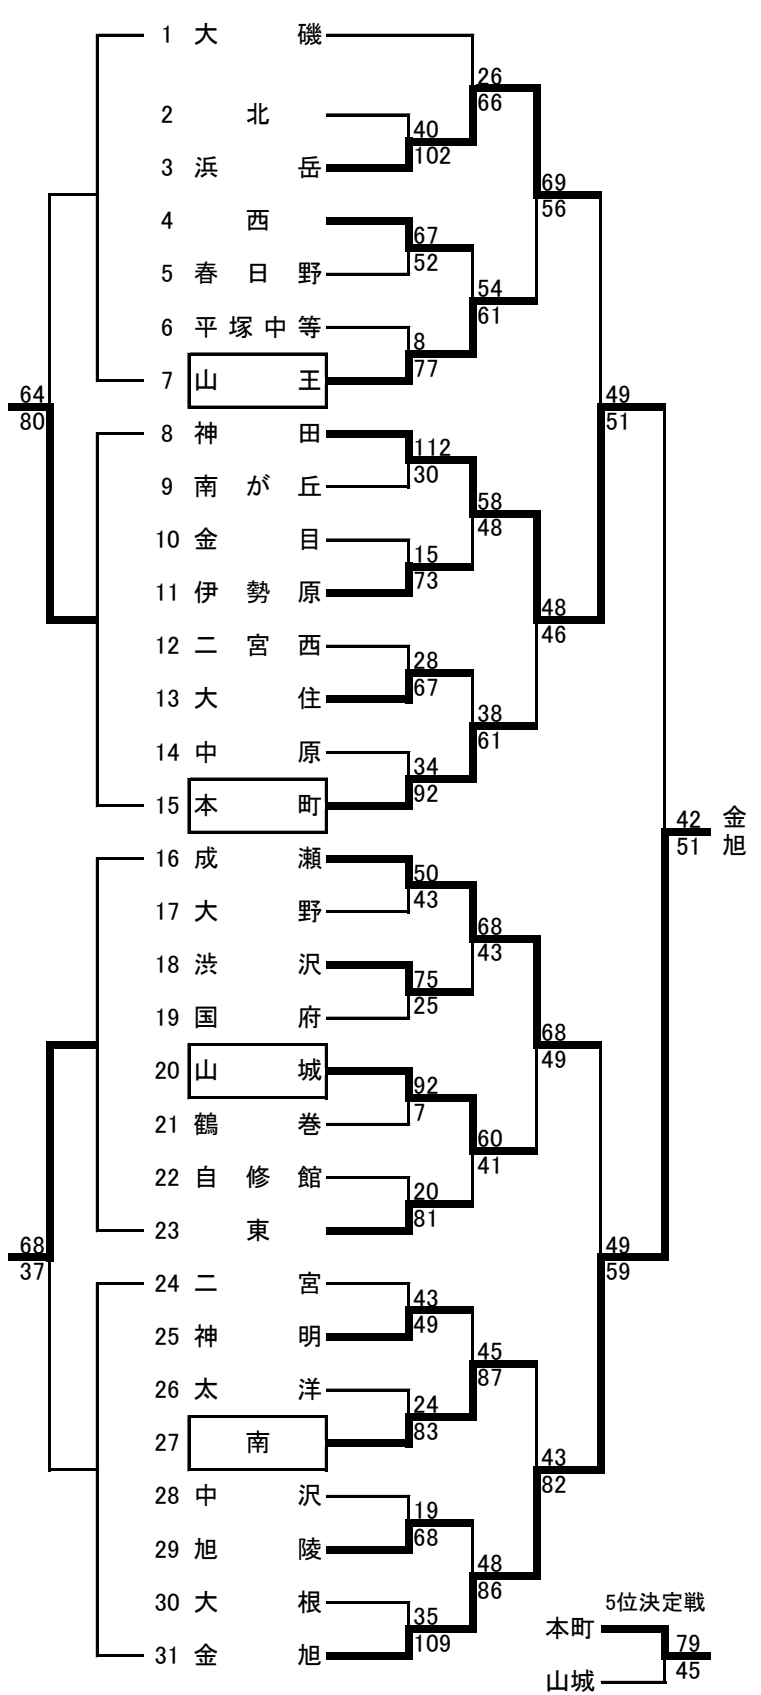 1 大磯
26
66
2 北
40
102
3 浜岳
69
56
4 西
67
52
5 春日野
54
61
6 平塚中等
8
77
7 山王
64
80
49
51
8 神田
112
30
9 南が丘
58
48
10 金目
15
73
11 伊勢原
48
46
12 二宮西
28
67
13 大住
38
61
14 中原
34
92
15 本町
42
51
金旭
16 成瀬
50
43
17 大野
68
43
18 渋沢
75
25
19 国府
68
49
20 山城
92
7
21 鶴巻
60
41
22 自修館
20
81
23 東
68
37
49
59
24 二宮
43
49
25 神明
45
87
26 太洋
24
83
27 南
43
82
28 中沢
19
68
29 旭陵
48
86
30 大根
35
109
31 金旭
5位決定戦
本町
79
45
山城